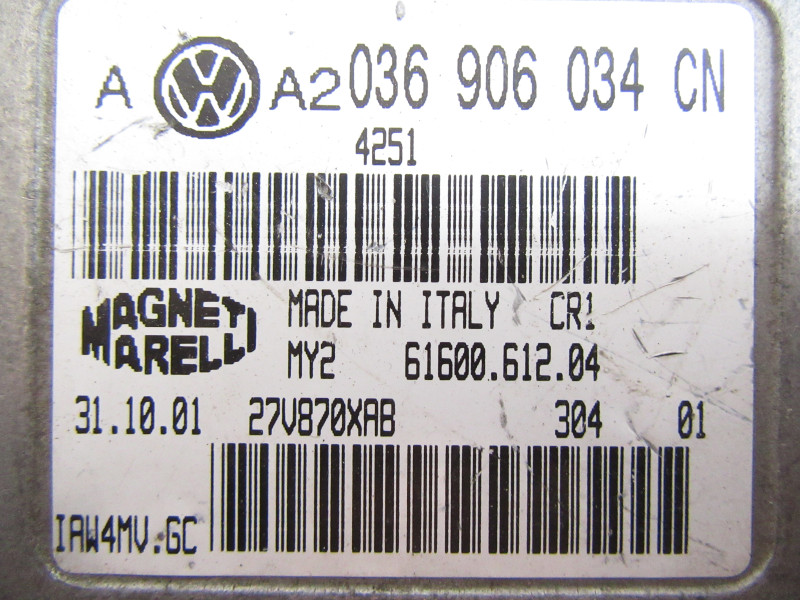 A VW A2 036 906 034 CN
4251
MAGNETI MARELLI
MADE IN ITALY CR1
MY2 61600.612.04
31.10.01 27V870XAB 304 01
IAW4MV.GC